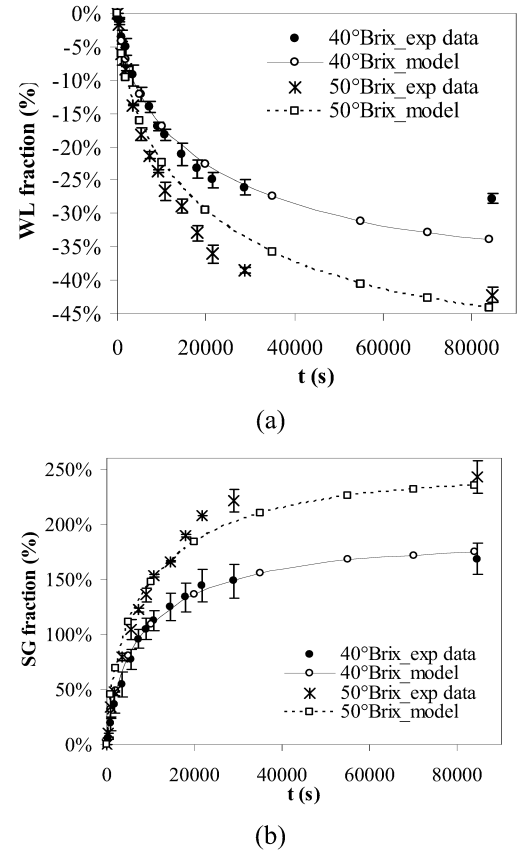 0%
-5%
-10%
-15%
-20%
-25%
-30%
-35%
-40%
-45%
WL fraction (%)
40°Brix_exp data
40°Brix_model
50°Brix_exp data
50°Brix_model
0 20000 40000 60000 80000
t (s)
(a)
250%
200%
150%
100%
50%
0%
SG fraction (%)
40°Brix_exp data
40°Brix_model
50°Brix_exp data
50°Brix_model
0 20000 40000 60000 80000
t (s)
(b)